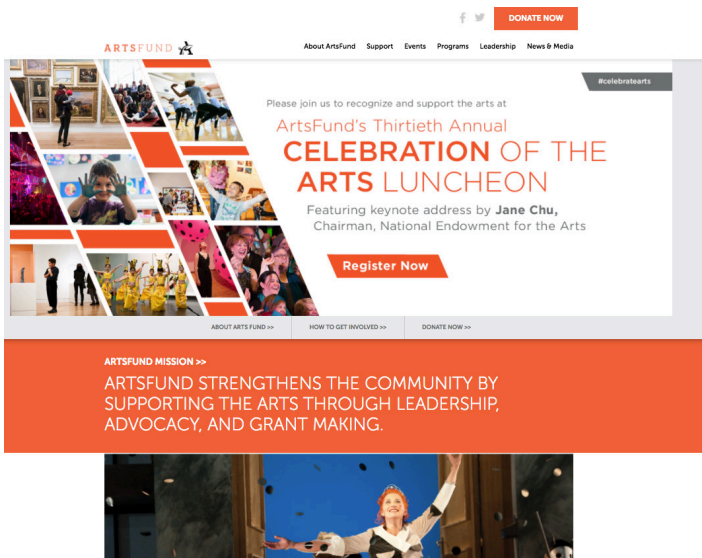 DONATE NOW
ARTSFUND
About ArtsFund Support Events Programs Leadership News & Media
#celebratearts
Please join us to recognize and support the arts at
ArtsFund's Thirtieth Annual
CELEBRATION OF THE
ARTS LUNCHEON
Featuring keynote address by Jane Chu,
Chairman, National Endowment for the Arts
Register Now
ABOUT ARTS FUND >> HOW TO GET INVOLVED >> DONATE NOW >>
ARTSFUND MISSION >>
ARTSFUND STRENGTHENS THE COMMUNITY BY
SUPPORTING THE ARTS THROUGH LEADERSHIP,
ADVOCACY, AND GRANT MAKING.